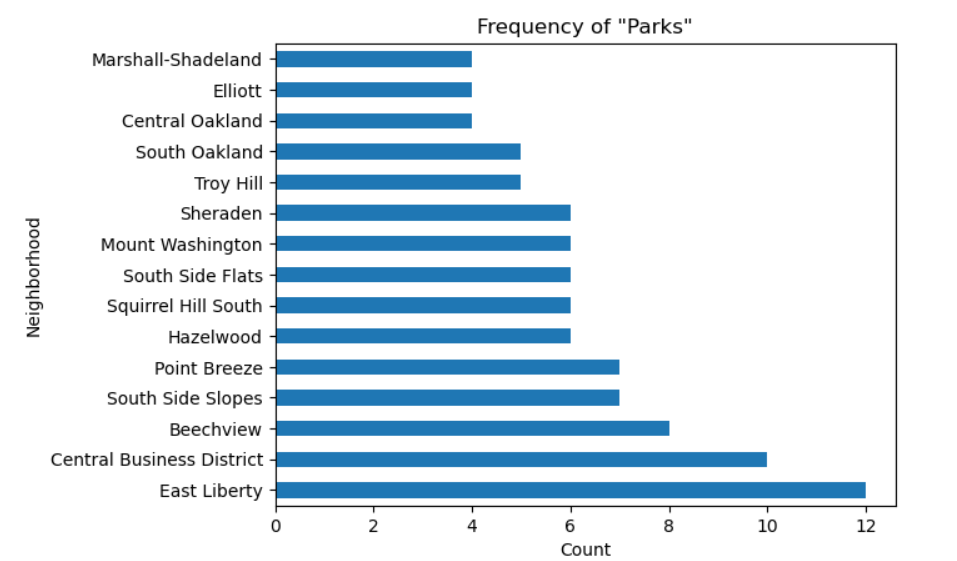 Frequency of "Parks"
Marshall-Shadeland
Elliott
Central Oakland
South Oakland
Troy Hill
Sheraden
Mount Washington
South Side Flats
Squirrel Hill South
Hazelwood
Point Breeze
South Side Slopes
Beechview
Central Business District
East Liberty
Neighborhood
0 2 4 6 8 10 12
Count